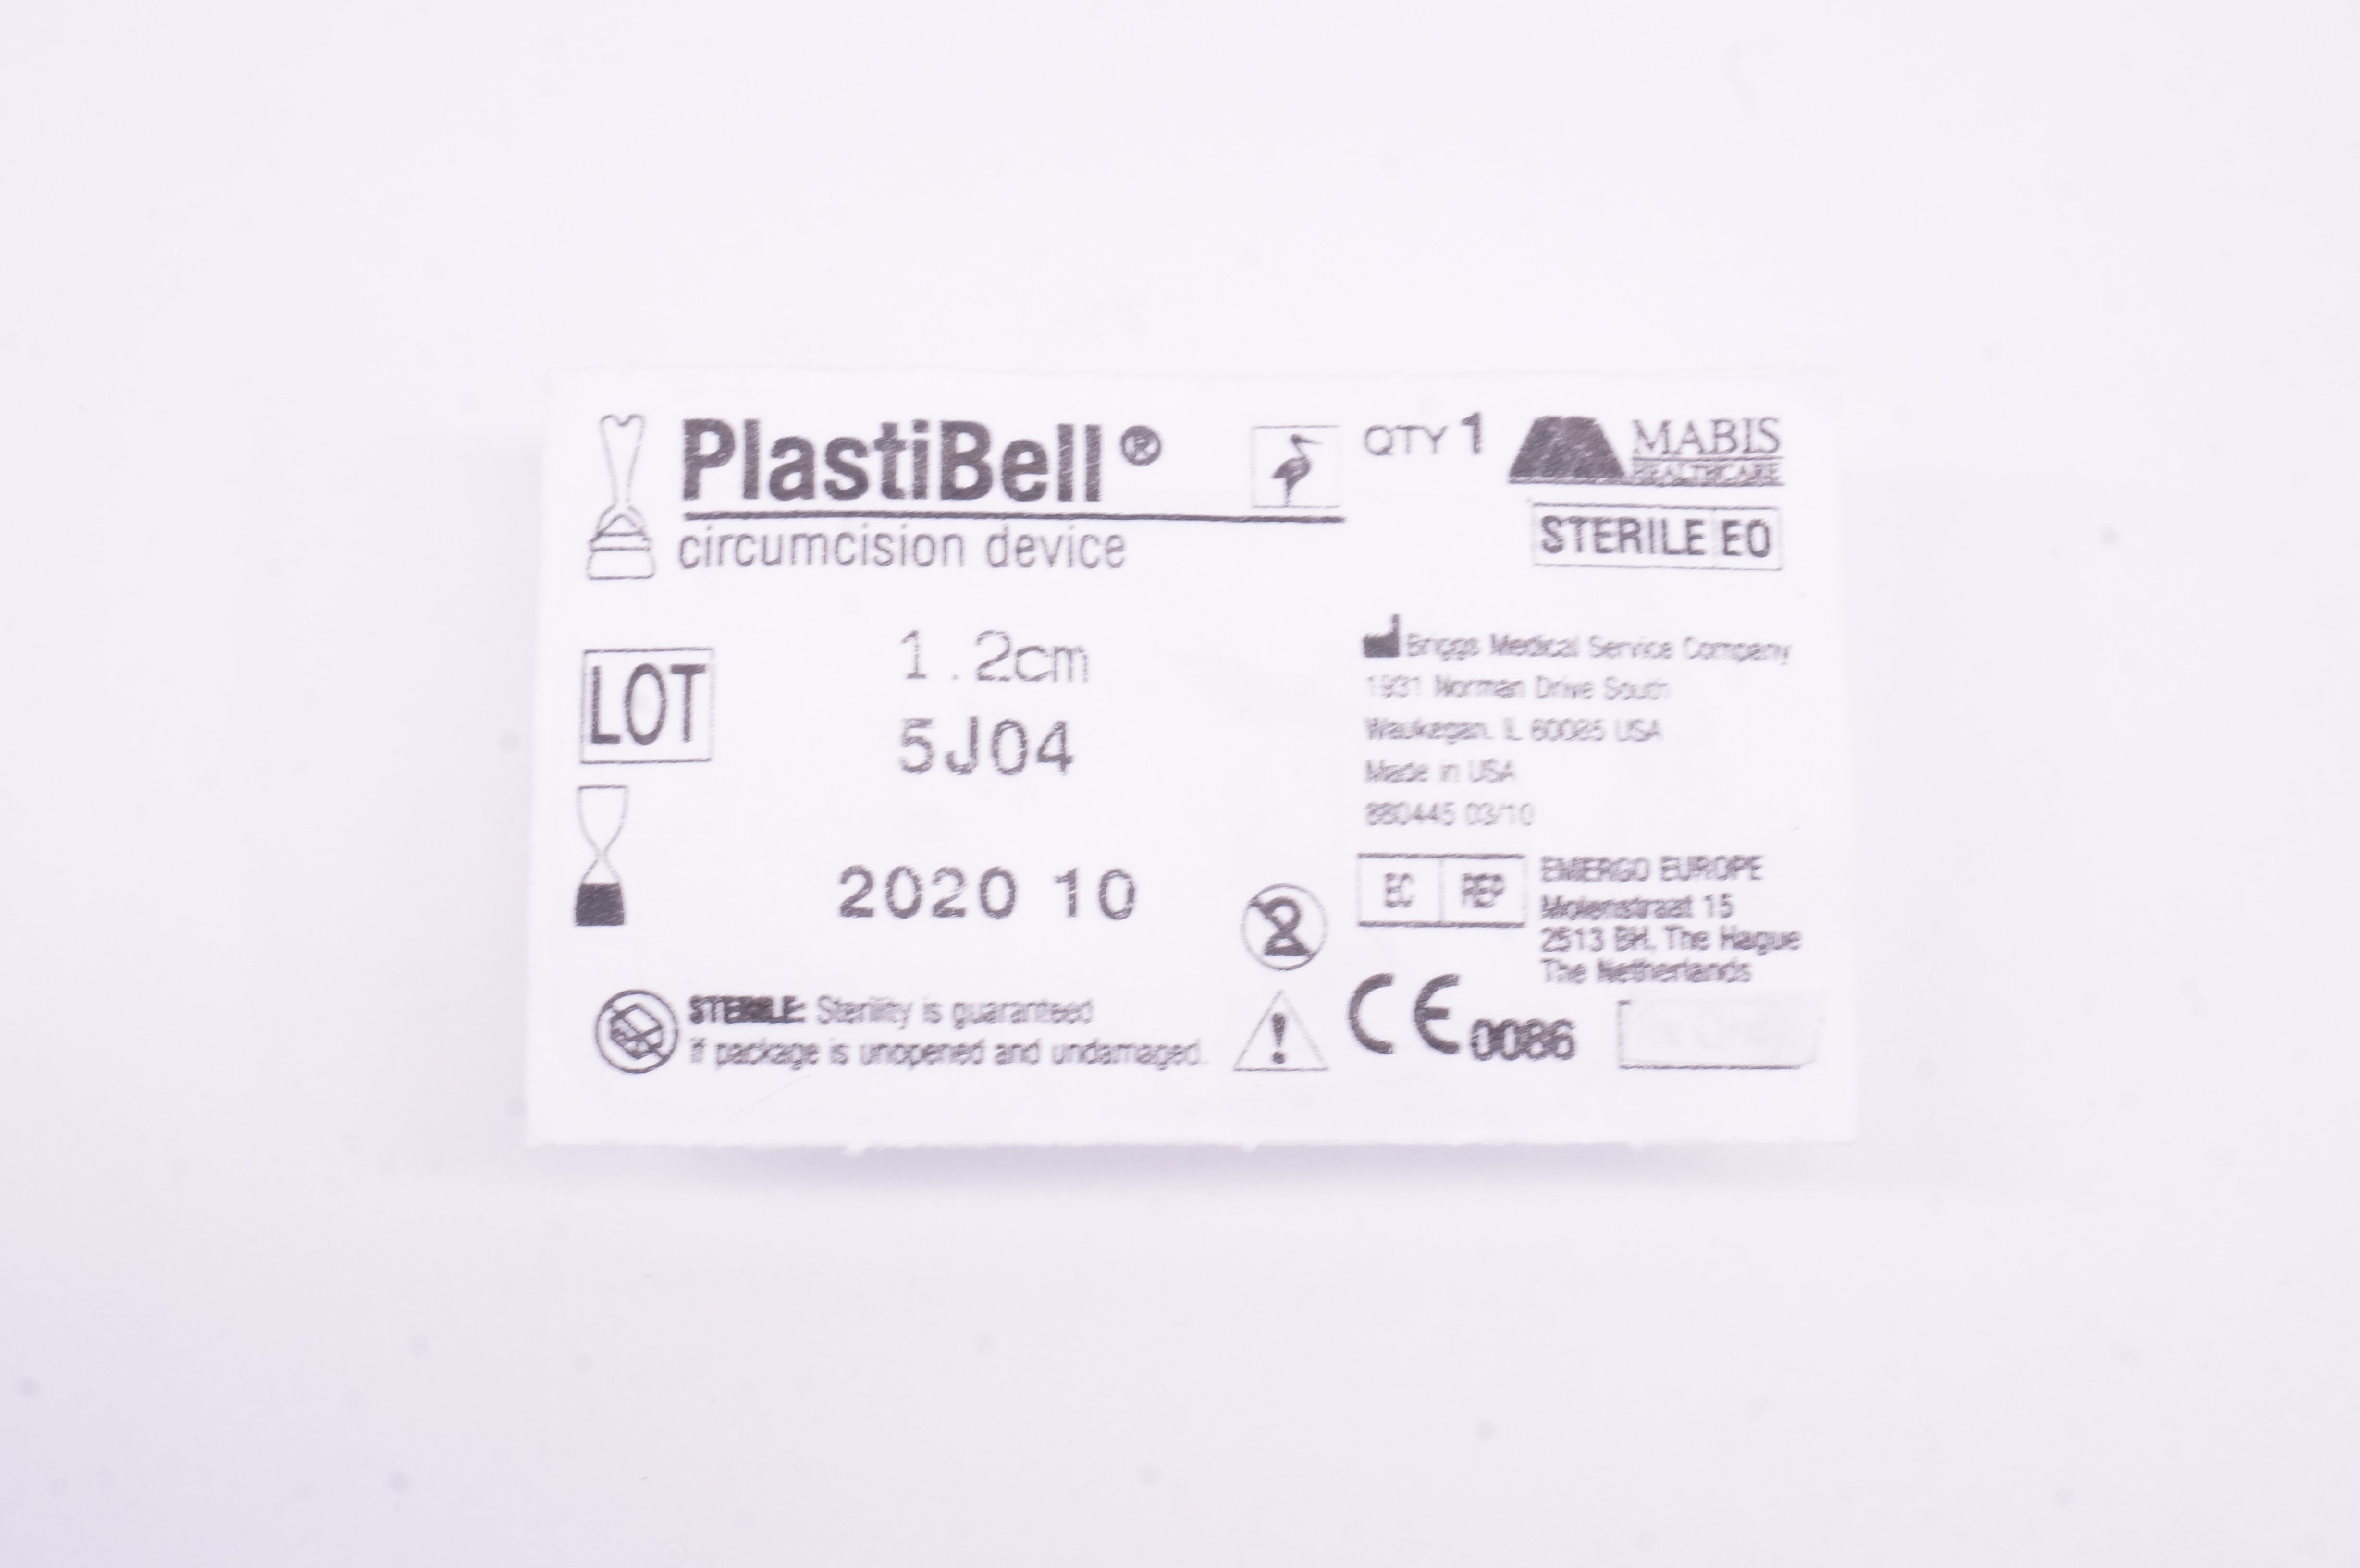 PlastiBell®
circumcision device
QTY 1
MABIS
HEALTHCARE
STERILE EO
1.2cm
LOT
5J04
2020 10
Briggs Medical Service Company
1931 Norman Drive South
Waukegan, IL 60085 USA
Made in USA
880445 03/10
EC REP
EMERGO EUROPE
Molenstraat 15
2513 BH, The Hague
The Netherlands
2
STERILE: Sterility is guaranteed
if package is unopened and undamaged.
!
CE 0086